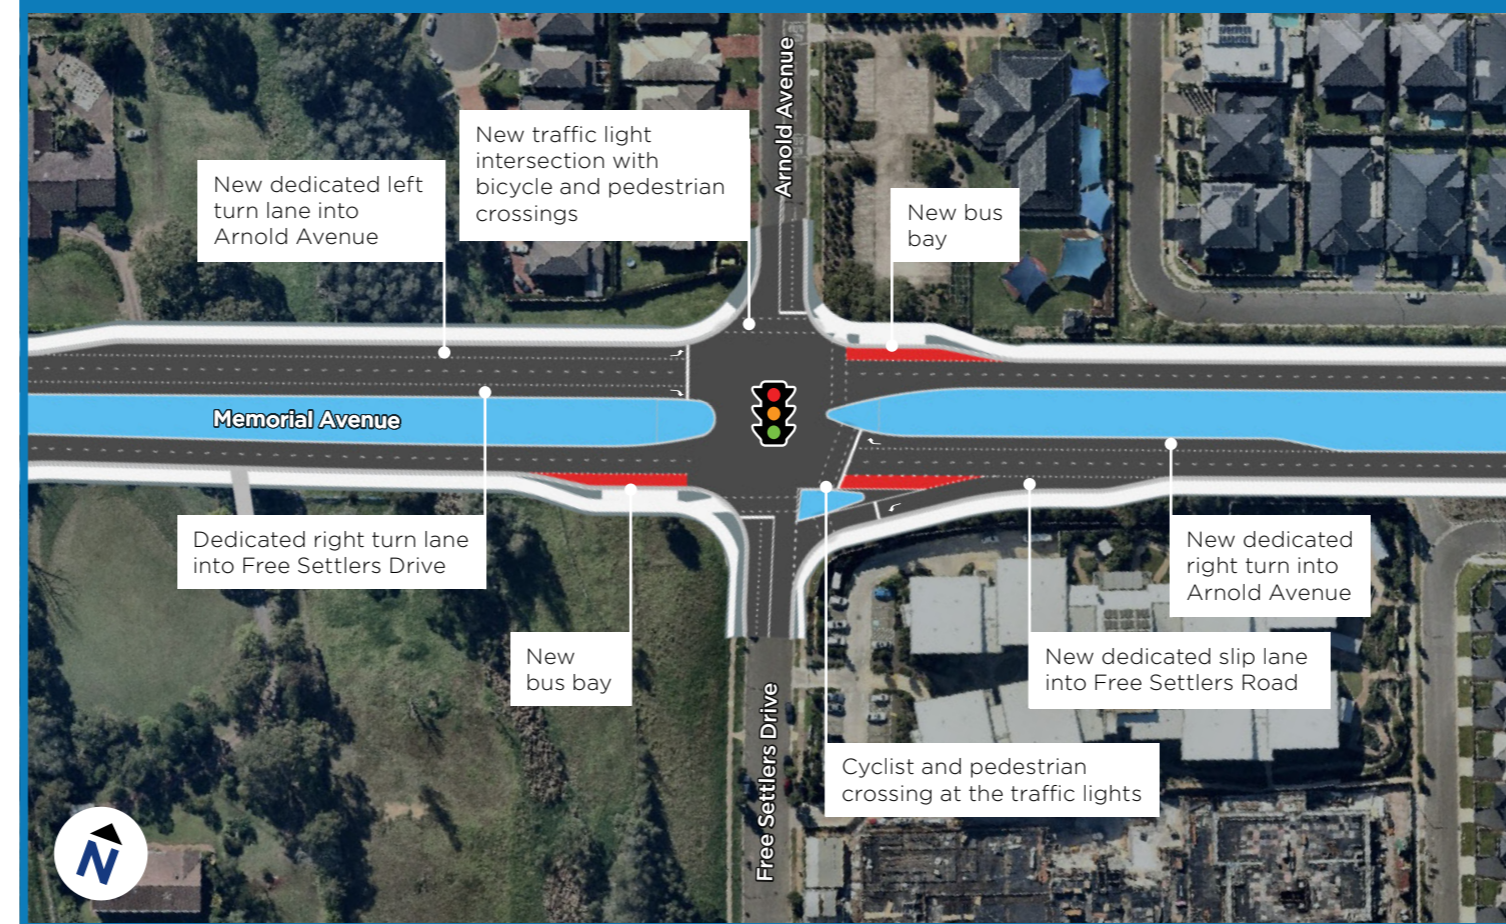 Arnold Avenue
New traffic light
intersection with
bicycle and pedestrian
crossings
New dedicated left
turn lane into
Arnold Avenue
New bus
bay
Memorial Avenue
Dedicated right turn lane
into Free Settlers Drive
New dedicated
right turn into
Arnold Avenue
New
bus bay
New dedicated slip lane
into Free Settlers Road
Free Settlers Drive
Cyclist and pedestrian
crossing at the traffic lights
N